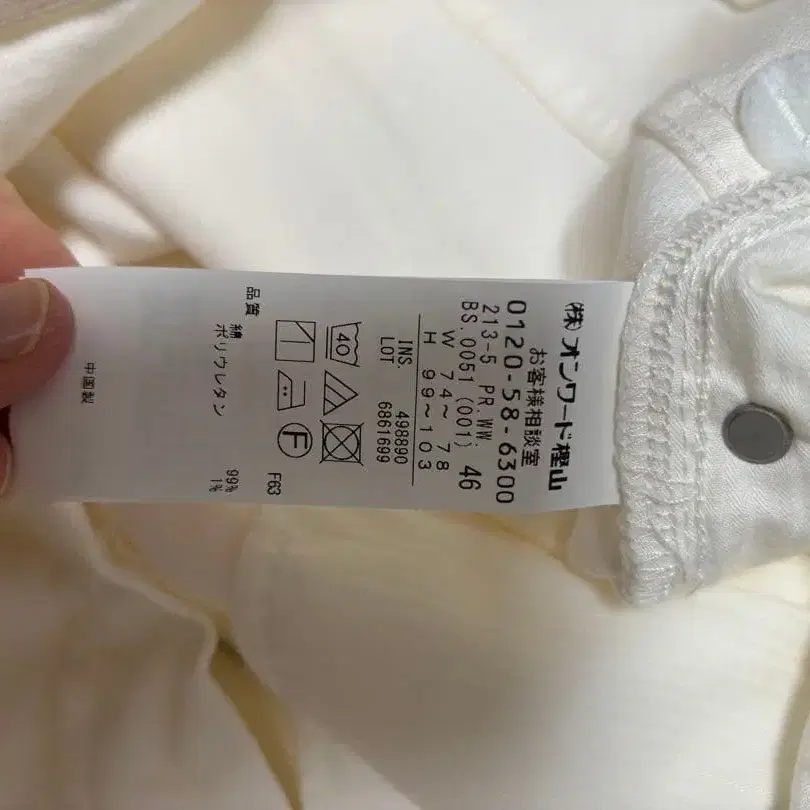 (株)オンワード樫山
お客様相談室
0120-58-6300
213-5 PR.WW.
BS 0051 (001) 46
W 74～78
H 99～103
INS. 498890
LOT 6861699
40
F
F63
品質
綿 99%
ポリウレタン 1%
中国製